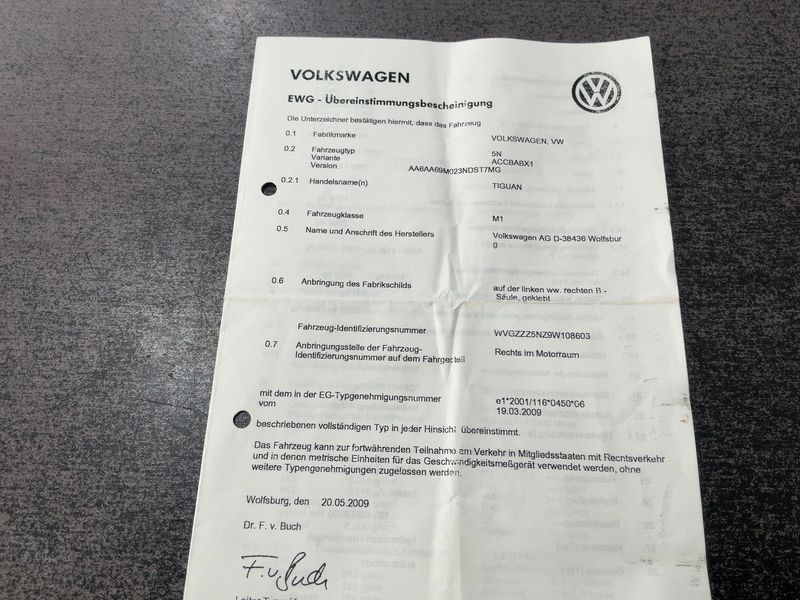 VOLKSWAGEN
EWG - Übereinstimmungsbescheinigung
Die Unterzeichner bestätigen hiermit, dass das Fahrzeug
0.1 Fabrikmarke VOLKSWAGEN, VW
0.2 Fahrzeugtyp 5N
Variante ACCBABX1
Version AA6AA69M023NDST7MG
0.2.1 Handelsname(n) TIGUAN
0.4 Fahrzeugklasse M1
0.5 Name und Anschrift des Herstellers Volkswagen AG D-38436 Wolfsbur
g
0.6 Anbringung des Fabrikschilds auf der linken ww. rechten B -
Säule, geklebt
Fahrzeug-Identifizierungsnummer WVGZZZ5NZ9W108603
0.7 Anbringungsstelle der Fahrzeug- Rechts im Motorraum
Identifizierungsnummer auf dem Fahrgestell
mit dem in der EG-Typgenehmigungsnummer e1*2001/116*0450*06
vom 19.03.2009
beschriebenen vollständigen Typ in jeder Hinsicht übereinstimmt.
Das Fahrzeug kann zur fortwährenden Teilnahme am Verkehr in Mitgliedsstaaten mit Rechtsverkehr
und in denen metrische Einheiten für das Geschwindigkeitsmeßgerät verwendet werden, ohne
weitere Typengenehmigungen zugelassen werden.
Wolfsburg, den 20.05.2009
Dr. F. v. Buch
F. v. Buch